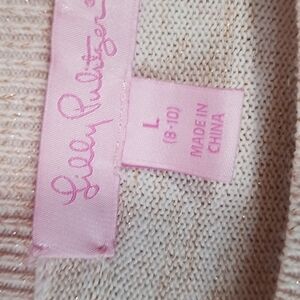 Lilly Pulitzer®
L
(8-10)
MADE IN
CHINA